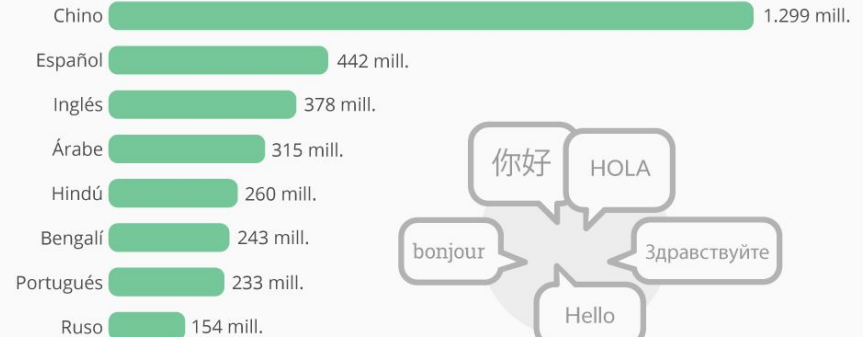 Chino 1.299 mill.
Español 442 mill.
Inglés 378 mill.
Árabe 315 mill.
Hindú 260 mill.
Bengalí 243 mill.
Portugués 233 mill.
Ruso 154 mill.
你好
HOLA
bonjour
Здравствуйте
Hello